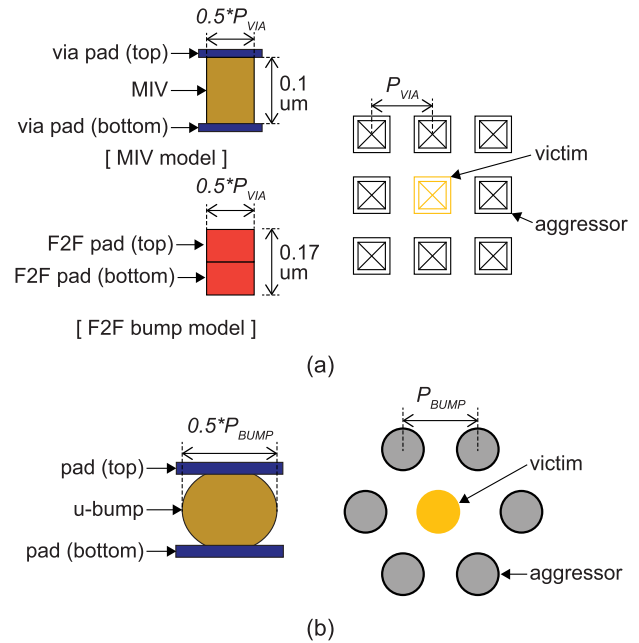 0.5*P_VIA
via pad (top)
MIV
via pad (bottom)
0.1
um
[ MIV model ]
0.5*P_VIA
F2F pad (top)
F2F pad (bottom)
0.17
um
[ F2F bump model ]
P_VIA
victim
aggressor
(a)
0.5*P_BUMP
pad (top)
u-bump
pad (bottom)
P_BUMP
victim
aggressor
(b)